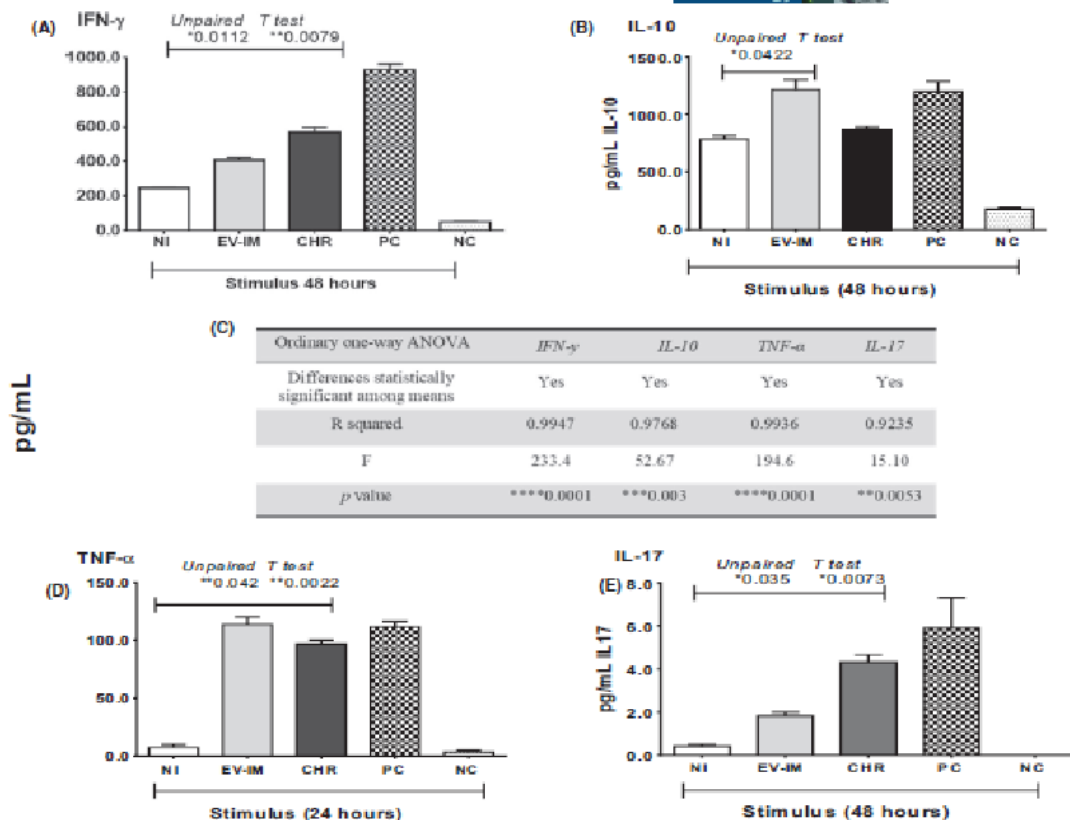 (A) IFN-γ
Unpaired T test
*0.0112 **0.0079
1000.0
800.0
600.0
400.0
200.0
0.0
NI EV-IM CHR PC NC
Stimulus 48 hours
(B) IL-10
Unpaired T test
*0.0422
1500.0
1000.0
500.0
0.0
pg/mL IL-10
NI EV-IM CHR PC NC
Stimulus (48 hours)
(C)
Ordinary one-way ANOVA IFN-γ IL-10 TNF-α IL-17
Differences statistically
significant among means Yes Yes Yes Yes
R squared 0.9947 0.9768 0.9936 0.9235
F 233.4 52.67 194.6 15.10
p value ****0.0001 ***0.003 ****0.0001 **0.0053
pg/mL
TNF-α
(D)
Unpaired T test
**0.042 **0.0022
150.0
100.0
50.0
0.0
NI EV-IM CHR PC NC
Stimulus (24 hours)
IL-17
(E)
Unpaired T test
*0.035 *0.0073
8.0
6.0
4.0
2.0
0.0
pg/mL IL17
NI EV-IM CHR PC NC
Stimulus (48 hours)